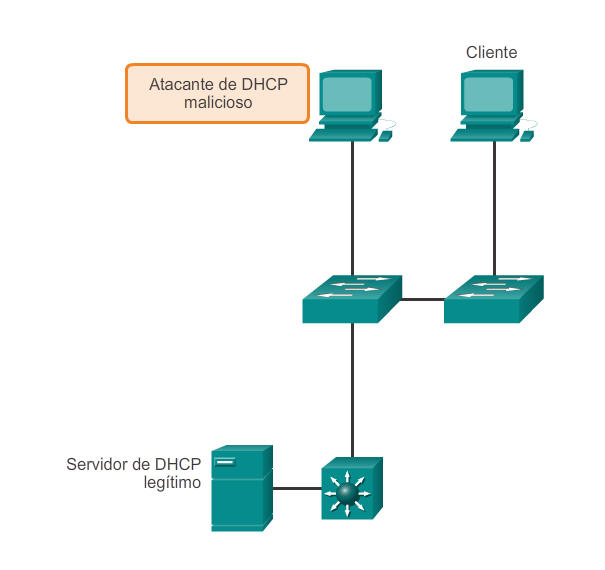 Cliente
Atacante de DHCP
malicioso
Servidor de DHCP
legítimo